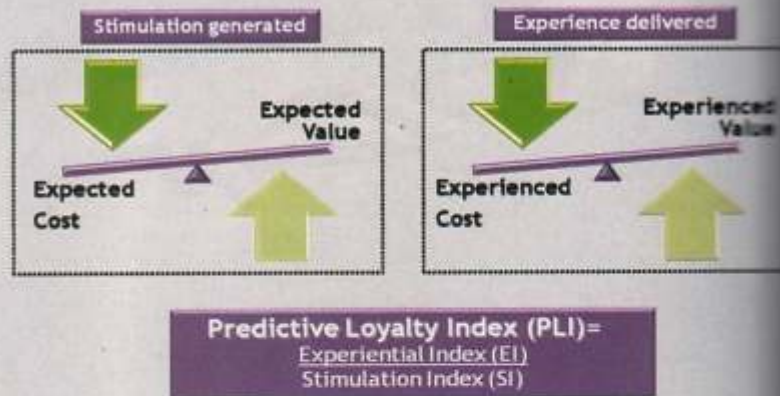 Stimulation generated
Experience delivered
Expected
Value
Expected
Cost
Experienced
Value
Experienced
Cost
Predictive Loyalty Index (PLI)=
Experiential Index (EI)
Stimulation Index (SI)